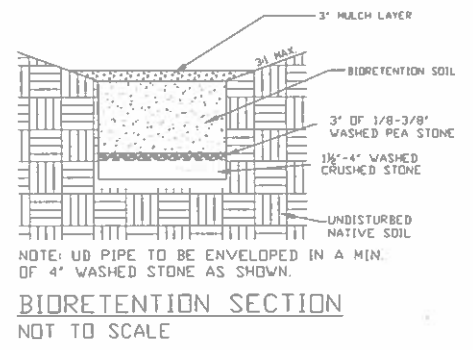 3" MULCH LAYER
3:1 MAX.
BIORETENTION SOIL
3" OF 1/8-3/8"
WASHED PEA STONE
1½"-4" WASHED
CRUSHED STONE
UNDISTURBED
NATIVE SOIL
NOTE: UD PIPE TO BE ENVELOPED IN A MIN.
OF 4" WASHED STONE AS SHOWN.
BIORETENTION SECTION
NOT TO SCALE